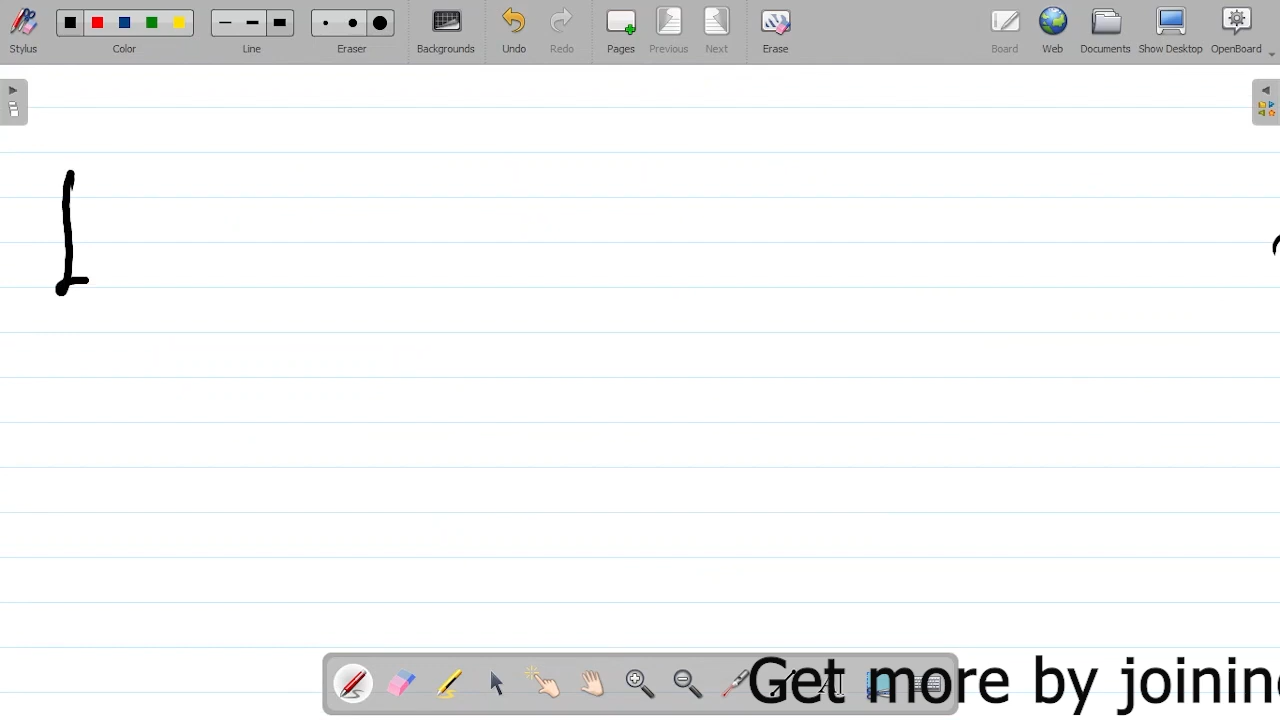 Stylus Color Line Eraser Backgrounds Undo Redo Pages Previous Next Erase Board Web Documents Show Desktop OpenBoard
Get more by joining